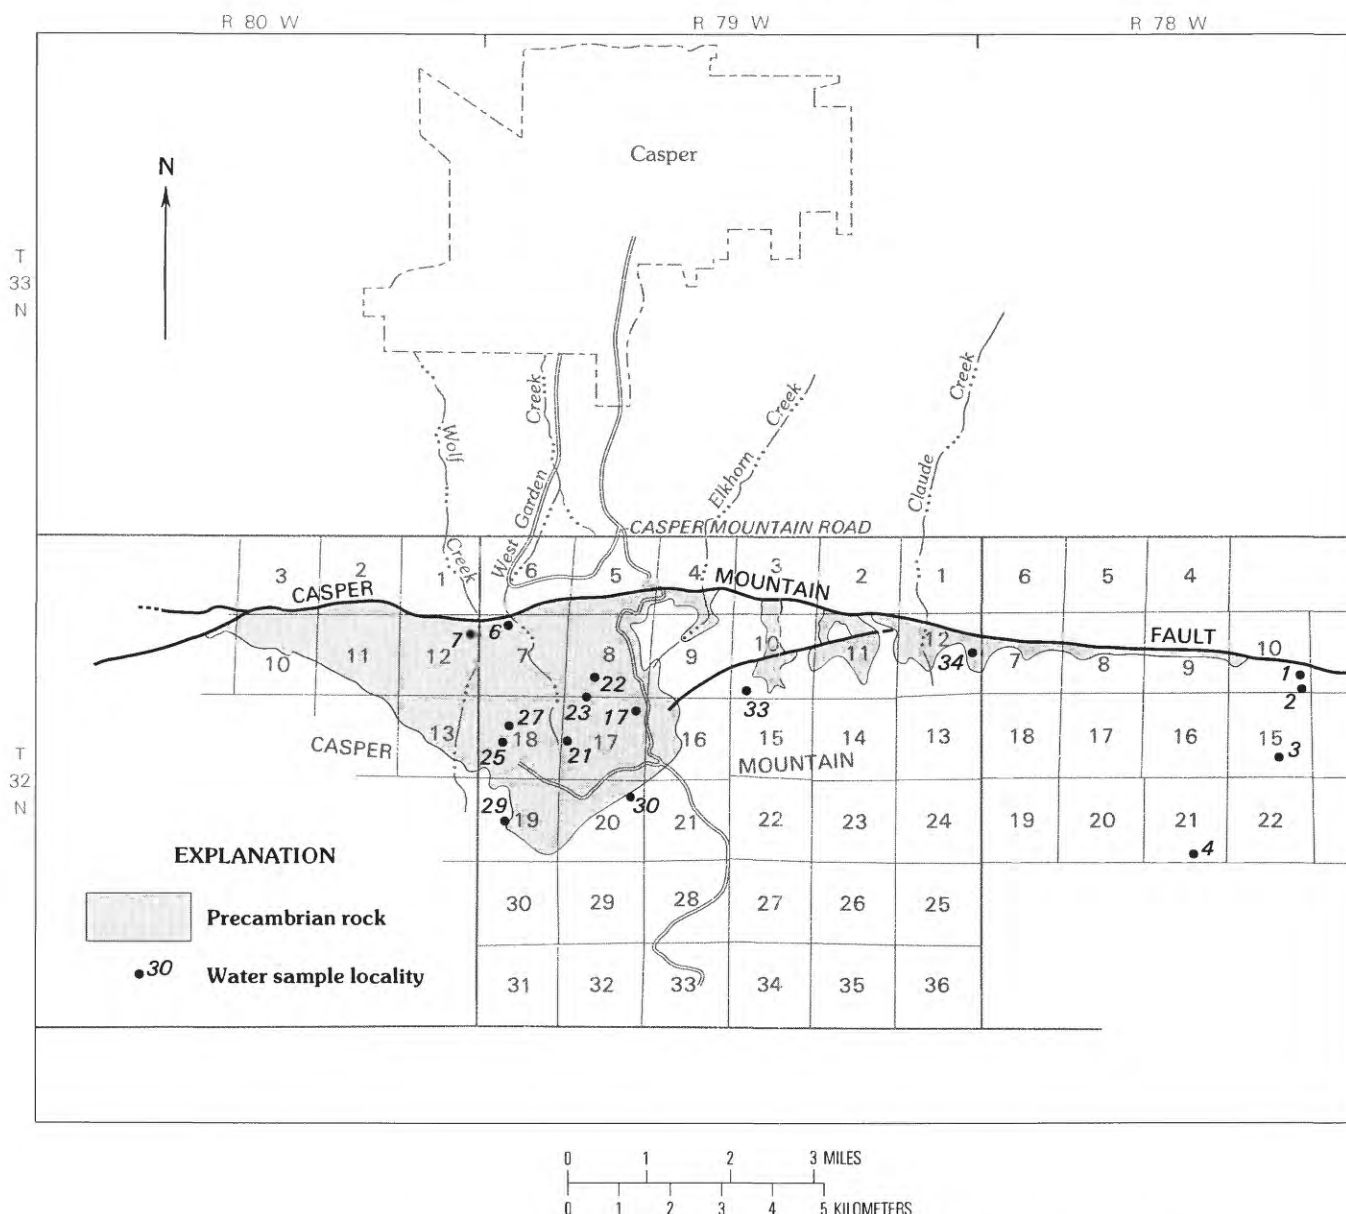 R 80 W
R 79 W
R 78 W
Casper
N
T
33
N
Creek
Creek
Creek
Wolf
Elkhorn
Claude
West Garden
CASPER MOUNTAIN ROAD
Creek
3 2 1 6 5 4 3 2 1 6 5 4
CASPER
MOUNTAIN
FAULT
7 6
10 11 12 7 8 9 10 11 12 7 8 9 10
34
22
1
23 17 33 2
27
13 18 17 16 15 14 13 18 17 16 15
3
CASPER
25 21
MOUNTAIN
T
32
N
29 30
19 20 21 22 23 24 19 20 21 22
4
EXPLANATION
30 29 28 27 26 25
Precambrian rock
30 Water sample locality
31 32 33 34 35 36
0 1 2 3 MILES
0 1 2 3 4 5 KILOMETERS